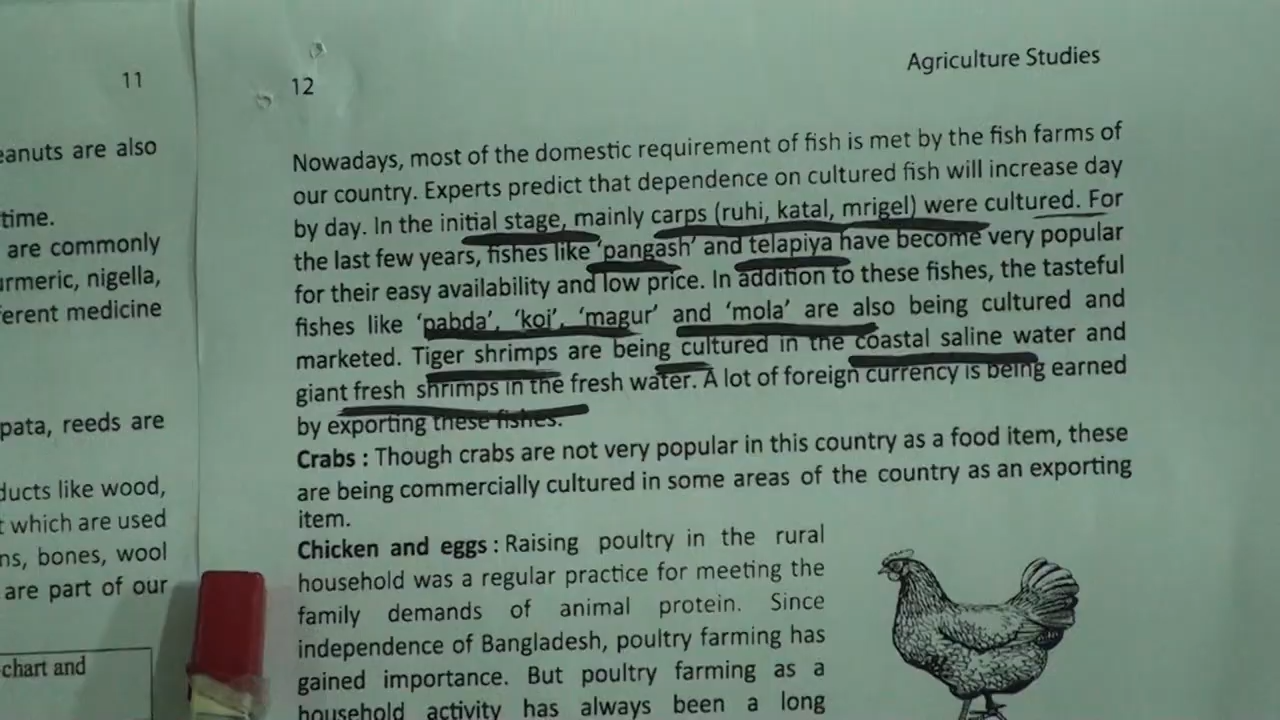 11
eanuts are also
time.
are commonly
urmeric, nigella,
ferent medicine
pata, reeds are
ducts like wood,
t which are used
ns, bones, wool
are part of our
chart and
12
Agriculture Studies
Nowadays, most of the domestic requirement of fish is met by the fish farms of
our country. Experts predict that dependence on cultured fish will increase day
by day. In the initial stage, mainly carps (ruhi, katal, mrigel) were cultured. For
the last few years, fishes like ‘pangash’ and telapiya have become very popular
for their easy availability and low price. In addition to these fishes, the tasteful
fishes like ‘pabda’, ‘koi’, ‘magur’ and ‘mola’ are also being cultured and
marketed. Tiger shrimps are being cultured in the coastal saline water and
giant fresh shrimps in the fresh water. A lot of foreign currency is being earned
by exporting these fishes.
Crabs : Though crabs are not very popular in this country as a food item, these
are being commercially cultured in some areas of the country as an exporting
item.
Chicken and eggs : Raising poultry in the rural
household was a regular practice for meeting the
family demands of animal protein. Since
independence of Bangladesh, poultry farming has
gained importance. But poultry farming as a
household activity has always been a long